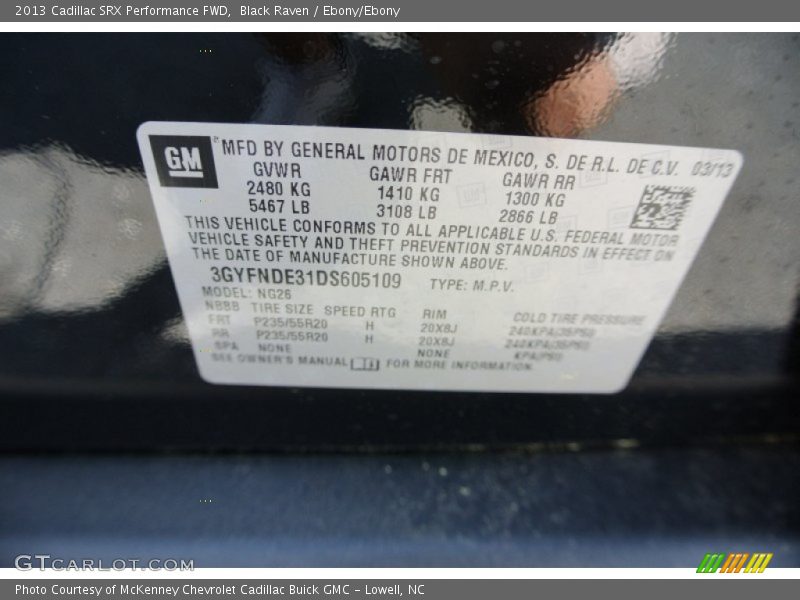 2013 Cadillac SRX Performance FWD, Black Raven / Ebony/Ebony
GM
MFD BY GENERAL MOTORS DE MEXICO, S. DE R.L. DE C.V. 03/13
GVWR GAWR FRT GAWR RR
2480 KG 1410 KG 1300 KG
5467 LB 3108 LB 2866 LB
THIS VEHICLE CONFORMS TO ALL APPLICABLE U.S. FEDERAL MOTOR
VEHICLE SAFETY AND THEFT PREVENTION STANDARDS IN EFFECT ON
THE DATE OF MANUFACTURE SHOWN ABOVE.
3GYFNDE31DS605109 TYPE: M.P.V.
MODEL: NG26
NBBB TIRE SIZE SPEED RTG RIM COLD TIRE PRESSURE
FRT P235/55R20 H 20X8J 240KPA(35PSI)
RR P235/55R20 H 20X8J 240KPA(35PSI)
SPA NONE NONE KPA(PSI)
SEE OWNER'S MANUAL FOR MORE INFORMATION
GTCARLOT.COM
Photo Courtesy of McKenney Chevrolet Cadillac Buick GMC – Lowell, NC